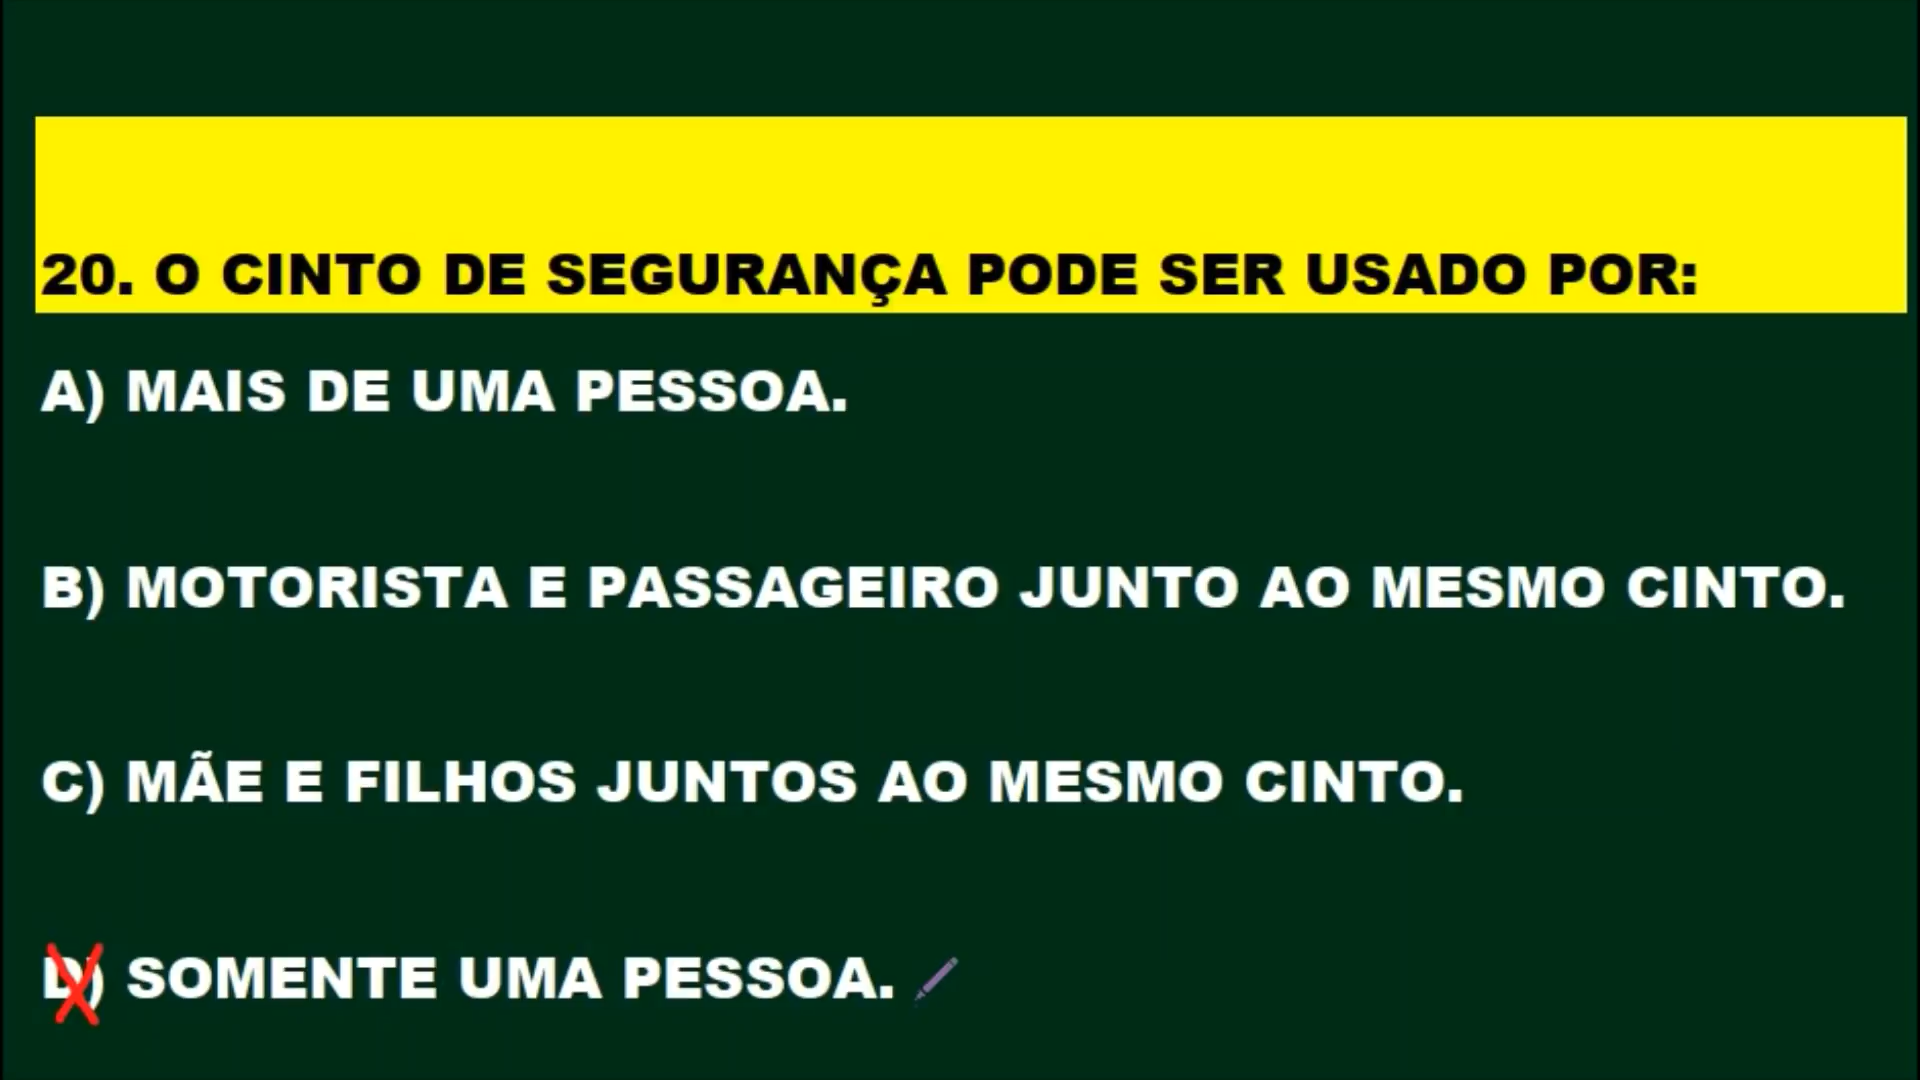 20. O CINTO DE SEGURANÇA PODE SER USADO POR:
A) MAIS DE UMA PESSOA.
B) MOTORISTA E PASSAGEIRO JUNTO AO MESMO CINTO.
C) MÃE E FILHOS JUNTOS AO MESMO CINTO.
D) SOMENTE UMA PESSOA.